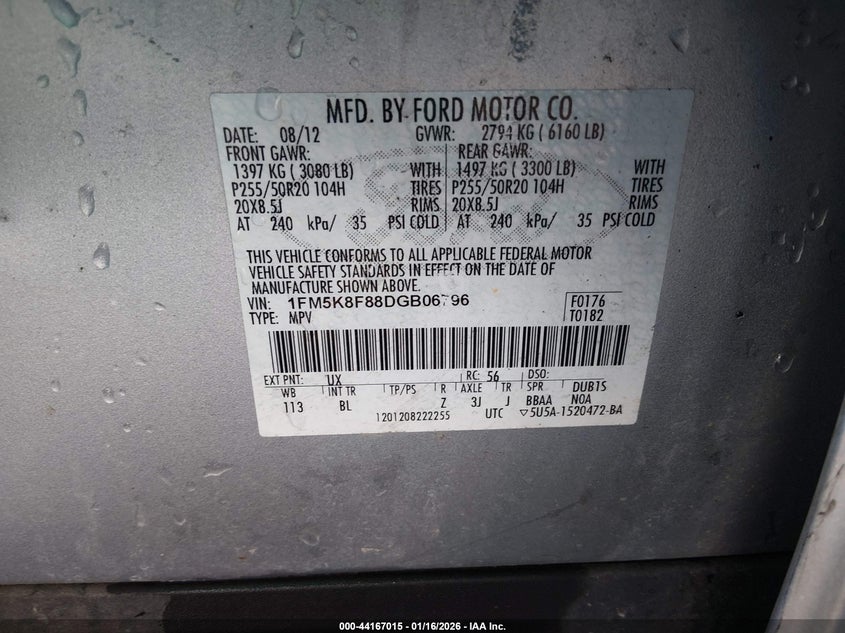 MFD. BY FORD MOTOR CO.
DATE: 08/12 GVWR: 2794 KG ( 6160 LB)
FRONT GAWR: REAR GAWR:
1397 KG ( 3080 LB) WITH 1497 KG ( 3300 LB) WITH
P255/50R20 104H TIRES P255/50R20 104H TIRES
20X8.5J RIMS 20X8.5J RIMS
AT 240 kPa/ 35 PSI COLD AT 240 kPa/ 35 PSI COLD
THIS VEHICLE CONFORMS TO ALL APPLICABLE FEDERAL MOTOR
VEHICLE SAFETY STANDARDS IN EFFECT ON THE DATE OF
MANUFACTURE SHOWN ABOVE.
VIN: 1FM5K8F88DGB06796 F0176
TYPE: MPV T0182
EXT PNT: UX RC: 56 DSO:
WB INT TR TP/PS R AXLE TR SPR DUB1S
113 BL Z 3J J BBAA NOA
1201208222255 UTC ▽5U5A-1520472-BA
000-44167015 | 01/16/2026 - IAA Inc.